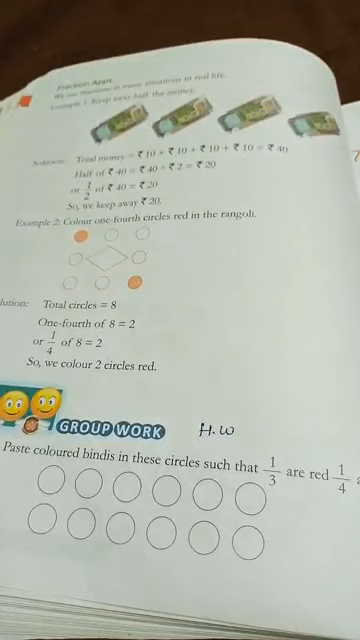 Fraction Apps
We use fractions in many situations in real life.
Example 1: Keep away half the money.
Solution: Total money = ₹ 10 + ₹ 10 + ₹ 10 + ₹ 10 = ₹ 40
Half of ₹ 40 = ₹ 40 ÷ ₹ 2 = ₹ 20
or 1/2 of ₹ 40 = ₹ 20
So, we keep away ₹ 20.
Example 2: Colour one-fourth circles red in the rangoli.
lution: Total circles = 8
One-fourth of 8 = 2
or 1/4 of 8 = 2
So, we colour 2 circles red.
GROUP WORK H.W
Paste coloured bindis in these circles such that 1/3 are red 1/4
7